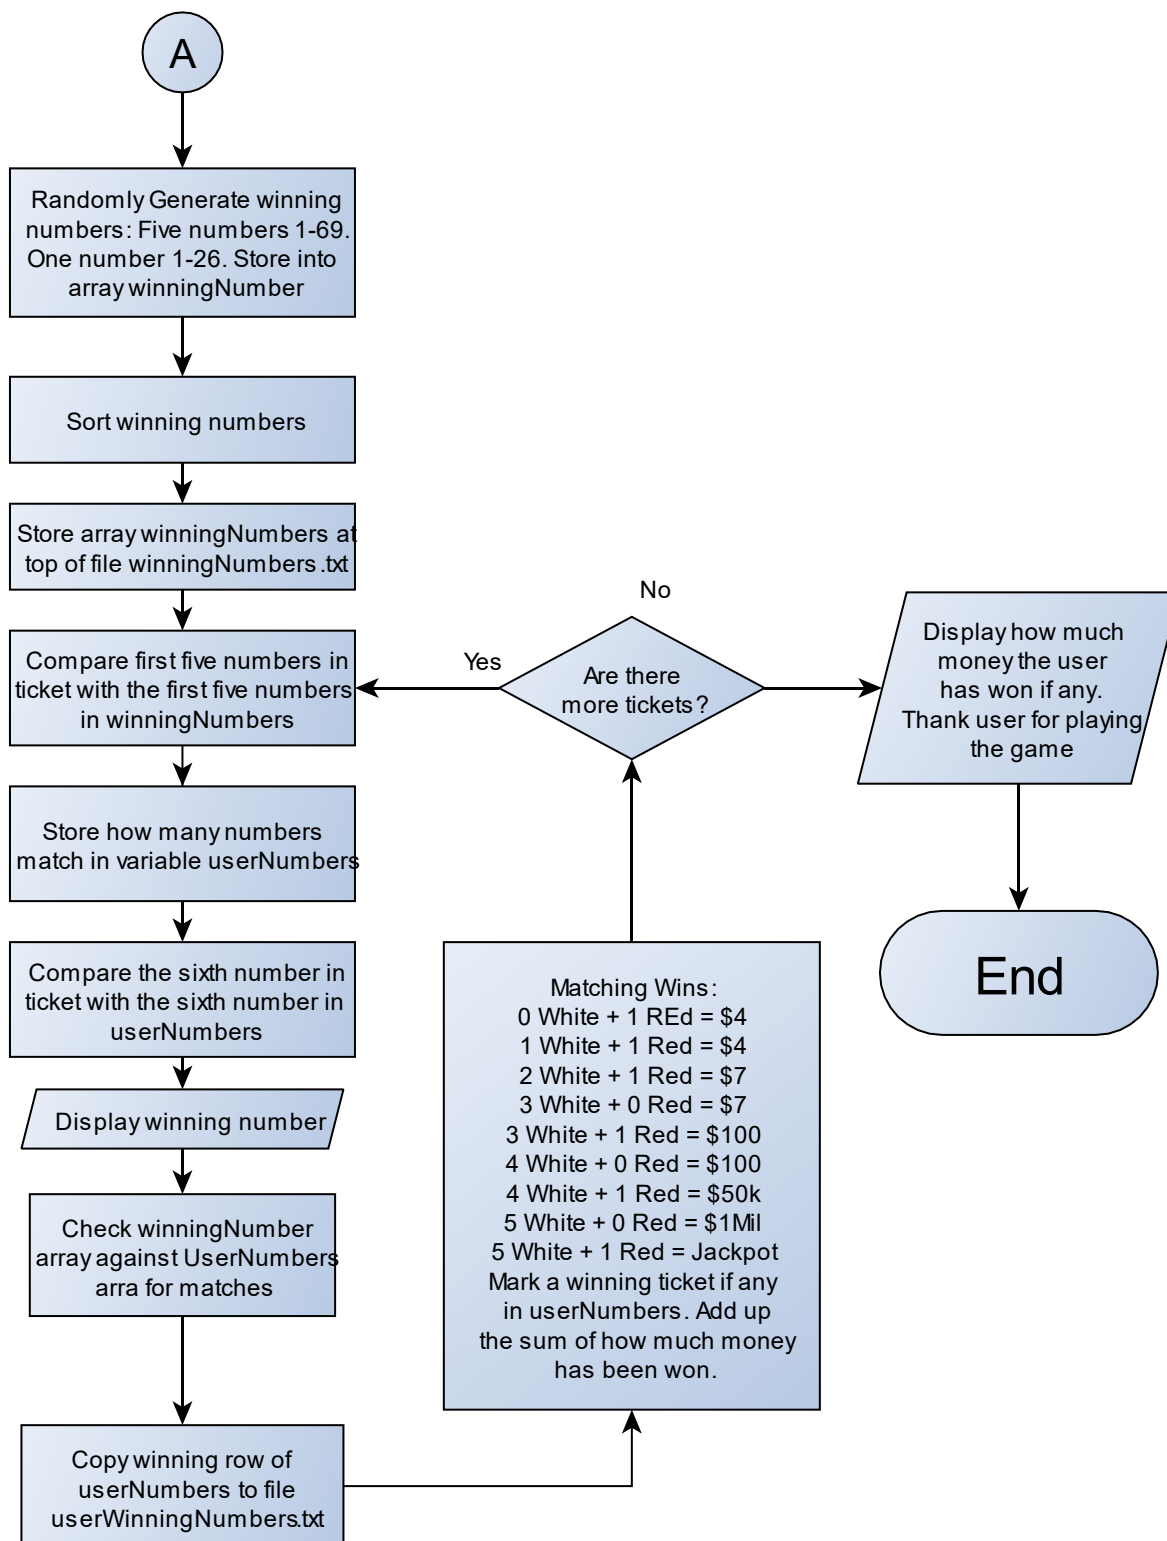 A
Randomly Generate winning
numbers: Five numbers 1-69.
One number 1-26. Store into
array winningNumber
Sort winning numbers
Store array winningNumbers at
top of file winningNumbers.txt
Compare first five numbers in
ticket with the first five numbers
in winningNumbers
Store how many numbers
match in variable userNumbers
Compare the sixth number in
ticket with the sixth number in
userNumbers
Display winning number
Check winningNumber
array against UserNumbers
arra for matches
Copy winning row of
userNumbers to file
userWinningNumbers.txt
Matching Wins:
0 White + 1 REd = $4
1 White + 1 Red = $4
2 White + 1 Red = $7
3 White + 0 Red = $7
3 White + 1 Red = $100
4 White + 0 Red = $100
4 White + 1 Red = $50k
5 White + 0 Red = $1Mil
5 White + 1 Red = Jackpot
Mark a winning ticket if any
in userNumbers. Add up
the sum of how much money
has been won.
Are there
more tickets?
Yes
No
Display how much
money the user
has won if any.
Thank user for playing
the game
End